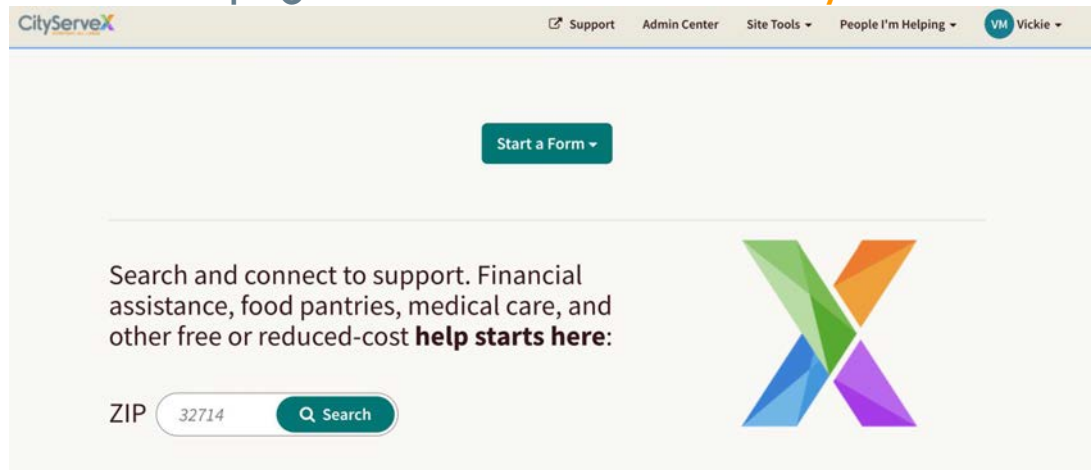 CityServeX
Support Admin Center Site Tools People I'm Helping VM Vickie
Start a Form
Search and connect to support. Financial
assistance, food pantries, medical care, and
other free or reduced-cost help starts here:
ZIP 32714 Search